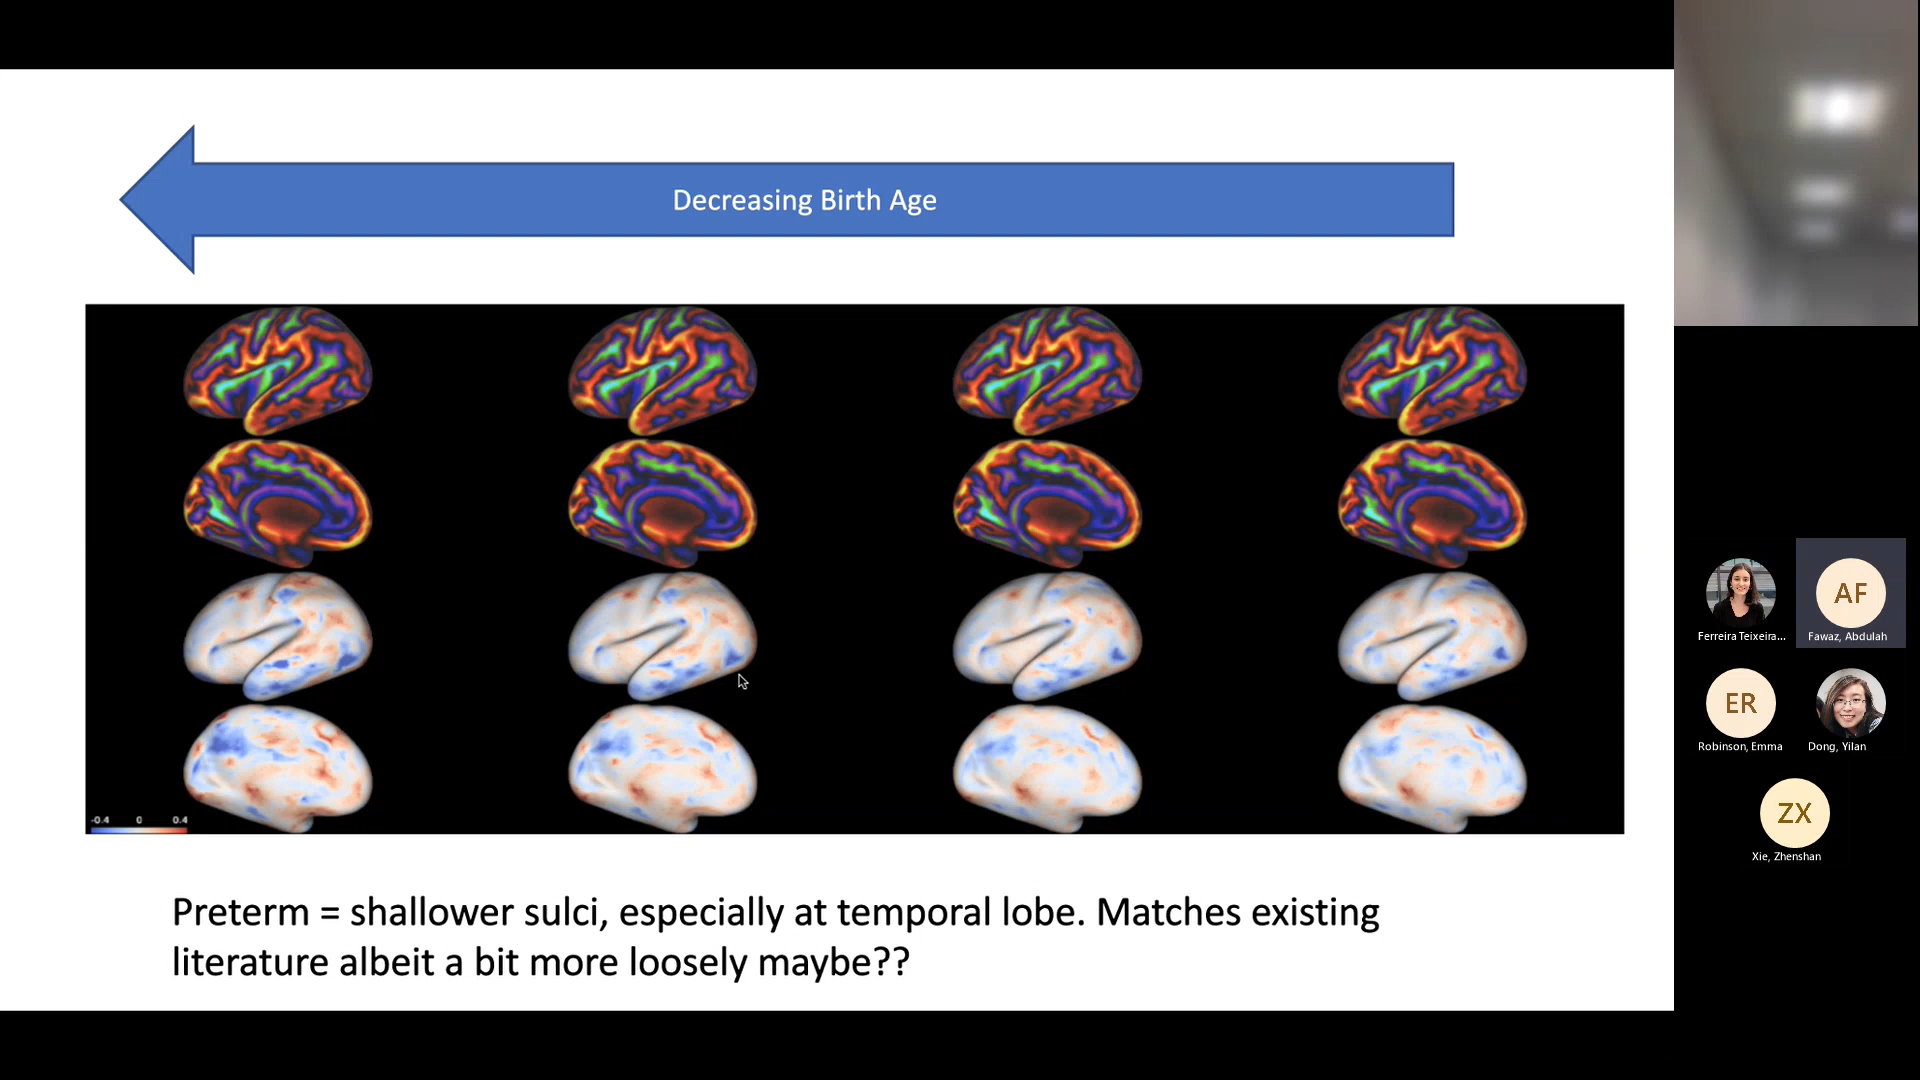 Decreasing Birth Age
-0.4 0 0.4
Preterm = shallower sulci, especially at temporal lobe. Matches existing
literature albeit a bit more loosely maybe??
AF
Ferreira Teixeira...
Fawaz, Abdulah
ER
Robinson, Emma
Dong, Yilan
ZX
Xie, Zhenshan